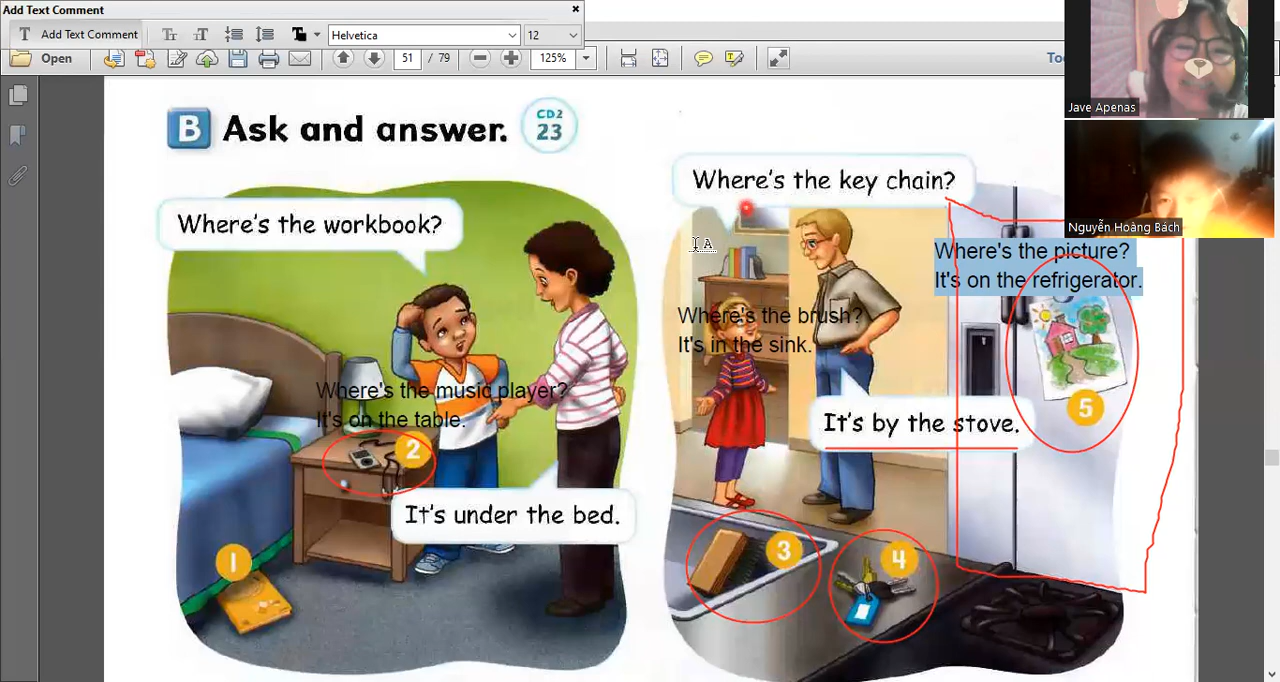 Add Text Comment
Add Text Comment
Helvetica
12
Open
51 / 79
125%
Jave Apenas
Nguyễn Hoàng Bách
B Ask and answer.
CD2
23
Where's the workbook?
Where's the music player?
It's on the table.
2
It's under the bed.
1
Where's the key chain?
A
Where's the brush?
It's in the sink.
Where's the picture?
It's on the refrigerator.
5
It's by the stove.
3
4